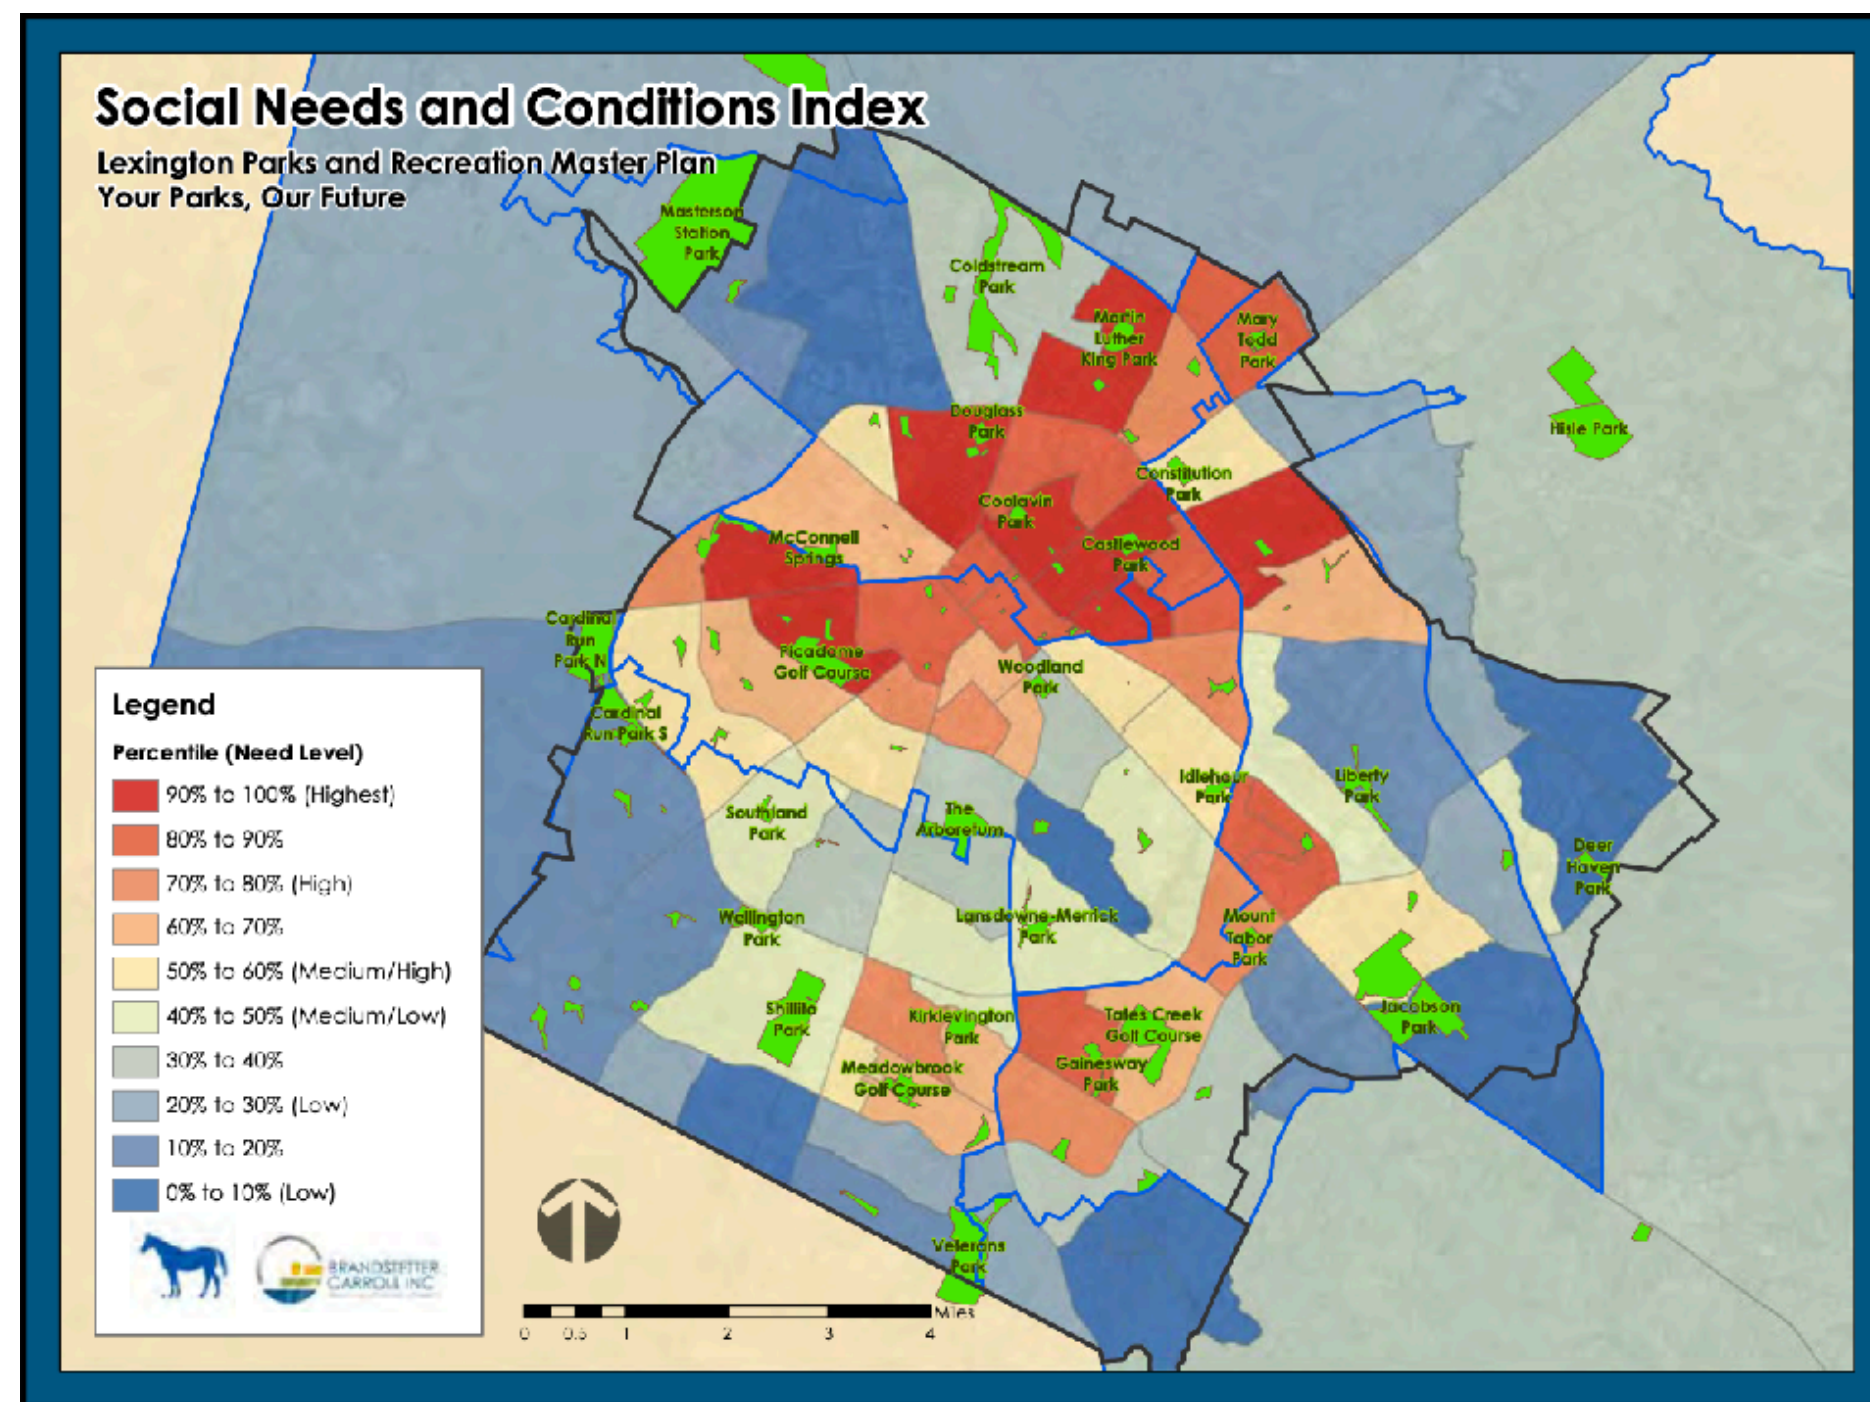 Social Needs and Conditions Index
Lexington Parks and Recreation Master Plan
Your Parks, Our Future
Masterson
Station
Park
Coldstream
Park
Martin
Luther
King Park
Mary
Todd
Park
Hisle Park
Douglass
Park
Constitution
Park
Coolavin
Park
Castlewood
Park
McConnell
Springs
Cardinal
Run
Park N
Picadome
Golf Course
Woodland
Park
Cardinal
Run Park S
Idlehour
Park
Liberty
Park
Southland
Park
The
Arboretum
Deer
Haven
Park
Wellington
Park
Lansdowne-Merrick
Park
Mount
Tabor
Park
Shillito
Park
Kirklevington
Park
Tates Creek
Golf Course
Jacobson
Park
Meadowbrook
Golf Course
Gainesway
Park
Veterans
Park
Legend
Percentile (Need Level)
90% to 100% (Highest)
80% to 90%
70% to 80% (High)
60% to 70%
50% to 60% (Medium/High)
40% to 50% (Medium/Low)
30% to 40%
20% to 30% (Low)
10% to 20%
0% to 10% (Low)
BRANDSTETTER
CARROLL INC
Miles
0 0.5 1 2 3 4